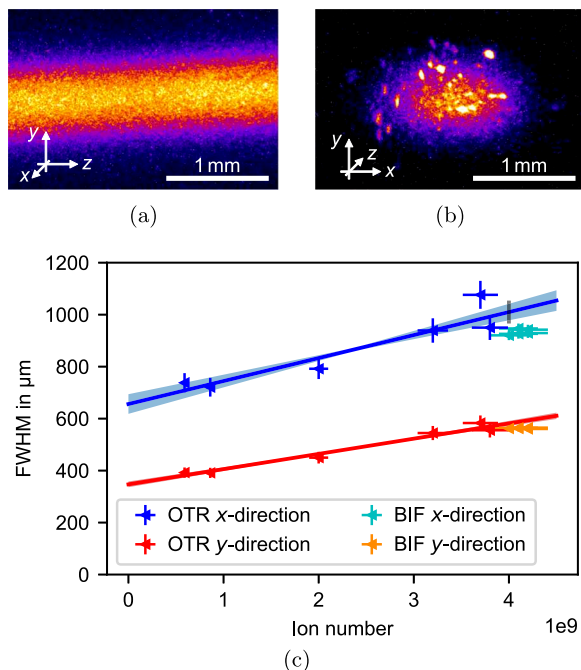 y
z
x
1 mm
y
z
x
1 mm
(a)
(b)
1200
1000
800
600
400
200
0
FWHM in µm
OTR x-direction
OTR y-direction
BIF x-direction
BIF y-direction
0 1 2 3 4
1e9
Ion number
(c)